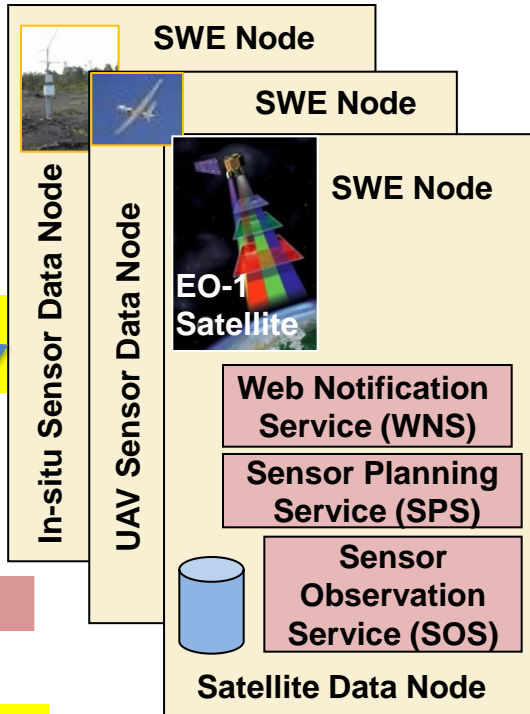 SWE Node
In-situ Sensor Data Node
SWE Node
UAV Sensor Data Node
SWE Node
EO-1
Satellite
Web Notification
Service (WNS)
Sensor Planning
Service (SPS)
Sensor
Observation
Service (SOS)
Satellite Data Node